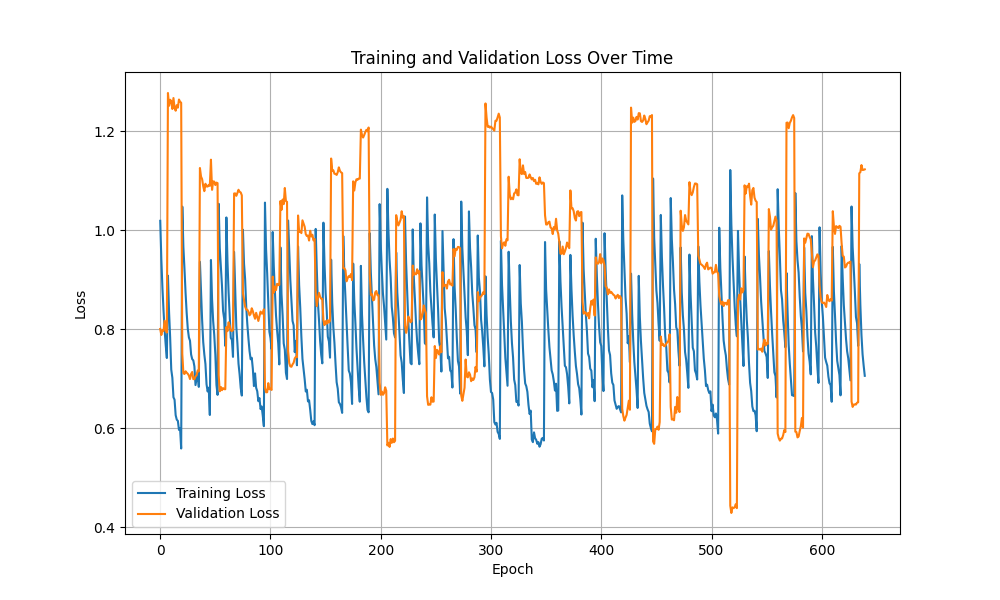 Training and Validation Loss Over Time
Loss
1.2
1.0
0.8
0.6
0.4
Training Loss
Validation Loss
0 100 200 300 400 500 600
Epoch